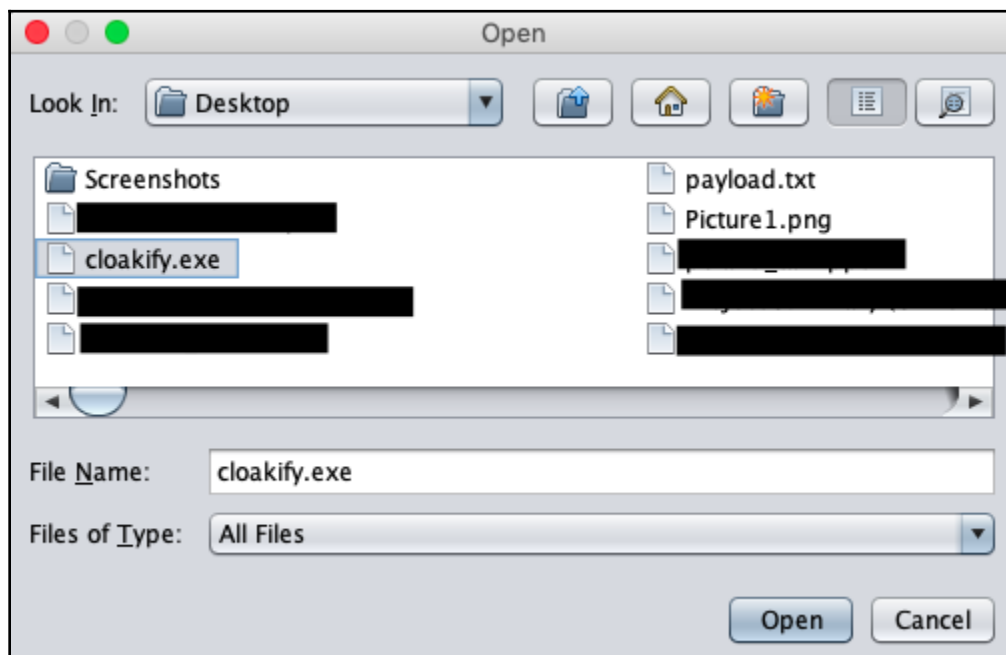 Open
Look In: Desktop
Screenshots
cloakify.exe
payload.txt
Picture1.png
File Name: cloakify.exe
Files of Type: All Files
Open Cancel